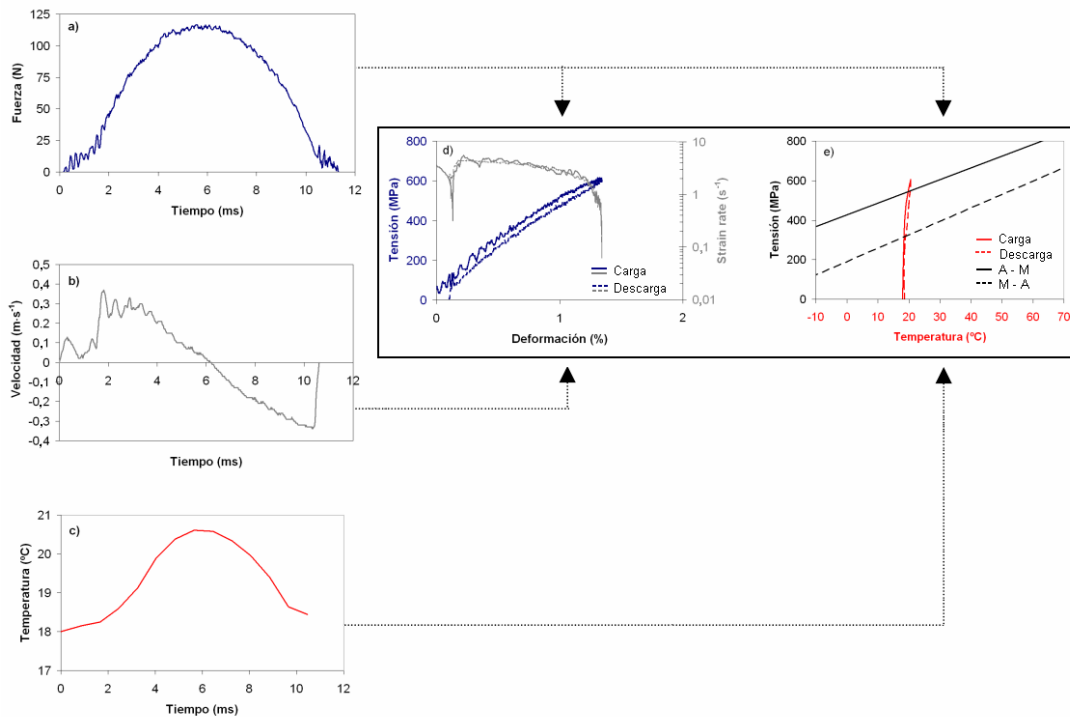 a)
Fuerza (N)
125
100
75
50
25
0
0 2 4 6 8 10 12
Tiempo (ms)
b)
Velocidad (m·s⁻¹)
0,5
0,4
0,3
0,2
0,1
0
-0,1
-0,2
-0,3
-0,4
0 2 4 6 8 10 12
Tiempo (ms)
c)
Temperatura (ºC)
21
20
19
18
17
0 2 4 6 8 10 12
Tiempo (ms)
d)
Tensión (MPa)
800
600
400
200
0
Strain rate (s⁻¹)
10
1
0,1
0,01
Carga
Descarga
0 1 2
Deformación (%)
e)
Tensión (MPa)
800
600
400
200
0
Carga
Descarga
A - M
M - A
-10 0 10 20 30 40 50 60 70
Temperatura (ºC)